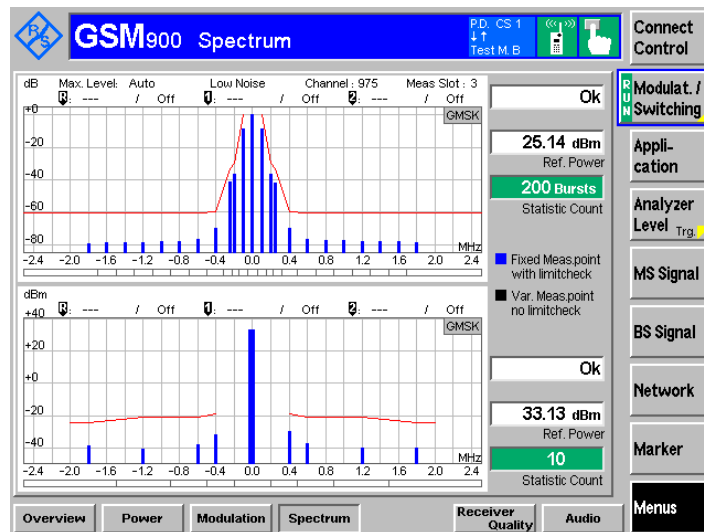 R/S
GSM900 Spectrum
P.D. CS 1
Test M. B
Connect Control
dB Max. Level: Auto Low Noise Channel : 975 Meas Slot : 3
R: --- / Off 1: --- / Off 2: --- / Off
GMSK
+0
-20
-40
-60
-80
MHz
-2.4 -2.0 -1.6 -1.2 -0.8 -0.4 0.0 0.4 0.8 1.2 1.6 2.0 2.4
Ok
25.14 dBm
Ref. Power
200 Bursts
Statistic Count
Fixed Meas.point
with limitcheck
Var. Meas.point
no limitcheck
dBm
R: --- / Off 1: --- / Off 2: --- / Off
GMSK
+40
+20
+0
-20
-40
MHz
-2.4 -2.0 -1.6 -1.2 -0.8 -0.4 0.0 0.4 0.8 1.2 1.6 2.0 2.4
Ok
33.13 dBm
Ref. Power
10
Statistic Count
RUN
Modulat. /
Switching
Appli-
cation
Analyzer
Level Trg.
MS Signal
BS Signal
Network
Marker
Menus
Overview Power Modulation Spectrum Receiver Quality Audio